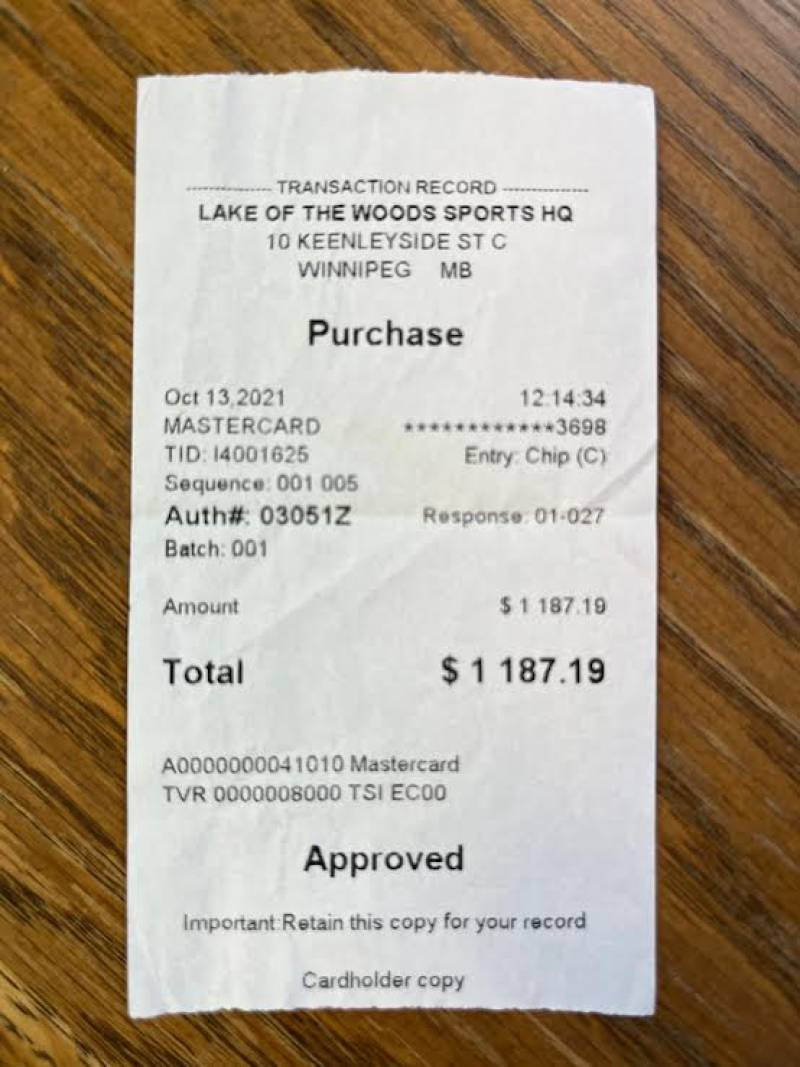 --------------- TRANSACTION RECORD ---------------
LAKE OF THE WOODS SPORTS HQ
10 KEENLEYSIDE ST C
WINNIPEG MB
Purchase
Oct 13,2021 12:14:34
MASTERCARD ************3698
TID: I4001625 Entry: Chip (C)
Sequence: 001 005
Auth#: 03051Z Response: 01-027
Batch: 001
Amount $ 1 187.19
Total $ 1 187.19
A0000000041010 Mastercard
TVR 0000008000 TSI EC00
Approved
Important:Retain this copy for your record
Cardholder copy